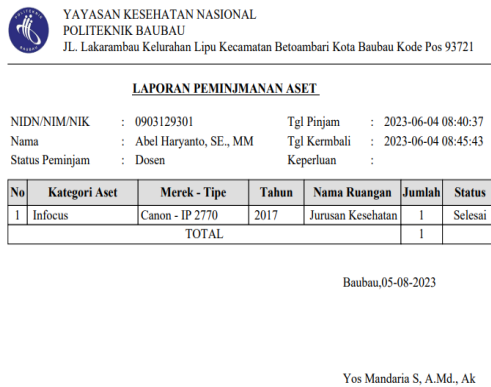 YAYASAN KESEHATAN NASIONAL
POLITEKNIK BAUBAU
JL. Lakarambau Kelurahan Lipu Kecamatan Betoambari Kota Baubau Kode Pos 93721
LAPORAN PEMINJMANAN ASET
NIDN/NIM/NIK : 0903129301 Tgl Pinjam : 2023-06-04 08:40:37
Nama : Abel Haryanto, SE., MM Tgl Kermbali : 2023-06-04 08:45:43
Status Peminjam : Dosen Keperluan :
No Kategori Aset Merek - Tipe Tahun Nama Ruangan Jumlah Status
1 Infocus Canon - IP 2770 2017 Jurusan Kesehatan 1 Selesai
TOTAL 1
Baubau,05-08-2023
Yos Mandaria S, A.Md., Ak